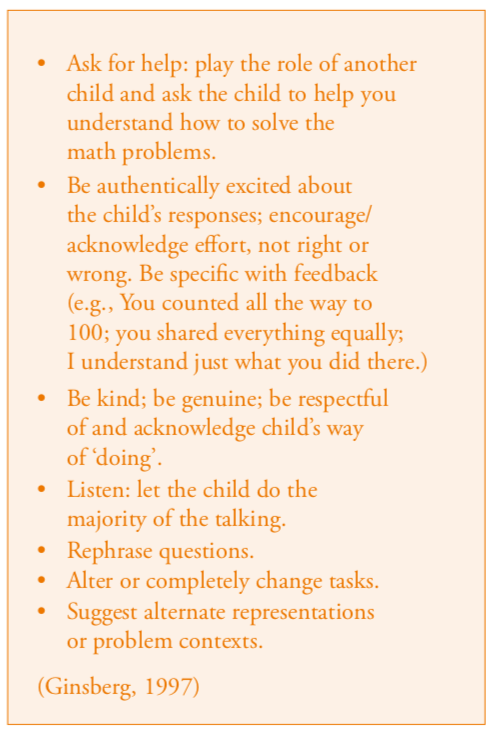 • Ask for help: play the role of another
child and ask the child to help you
understand how to solve the
math problems.
• Be authentically excited about
the child’s responses; encourage/
acknowledge effort, not right or
wrong. Be specific with feedback
(e.g., You counted all the way to
100; you shared everything equally;
I understand just what you did there.)
• Be kind; be genuine; be respectful
of and acknowledge child’s way
of ‘doing’.
• Listen: let the child do the
majority of the talking.
• Rephrase questions.
• Alter or completely change tasks.
• Suggest alternate representations
or problem contexts.
(Ginsberg, 1997)